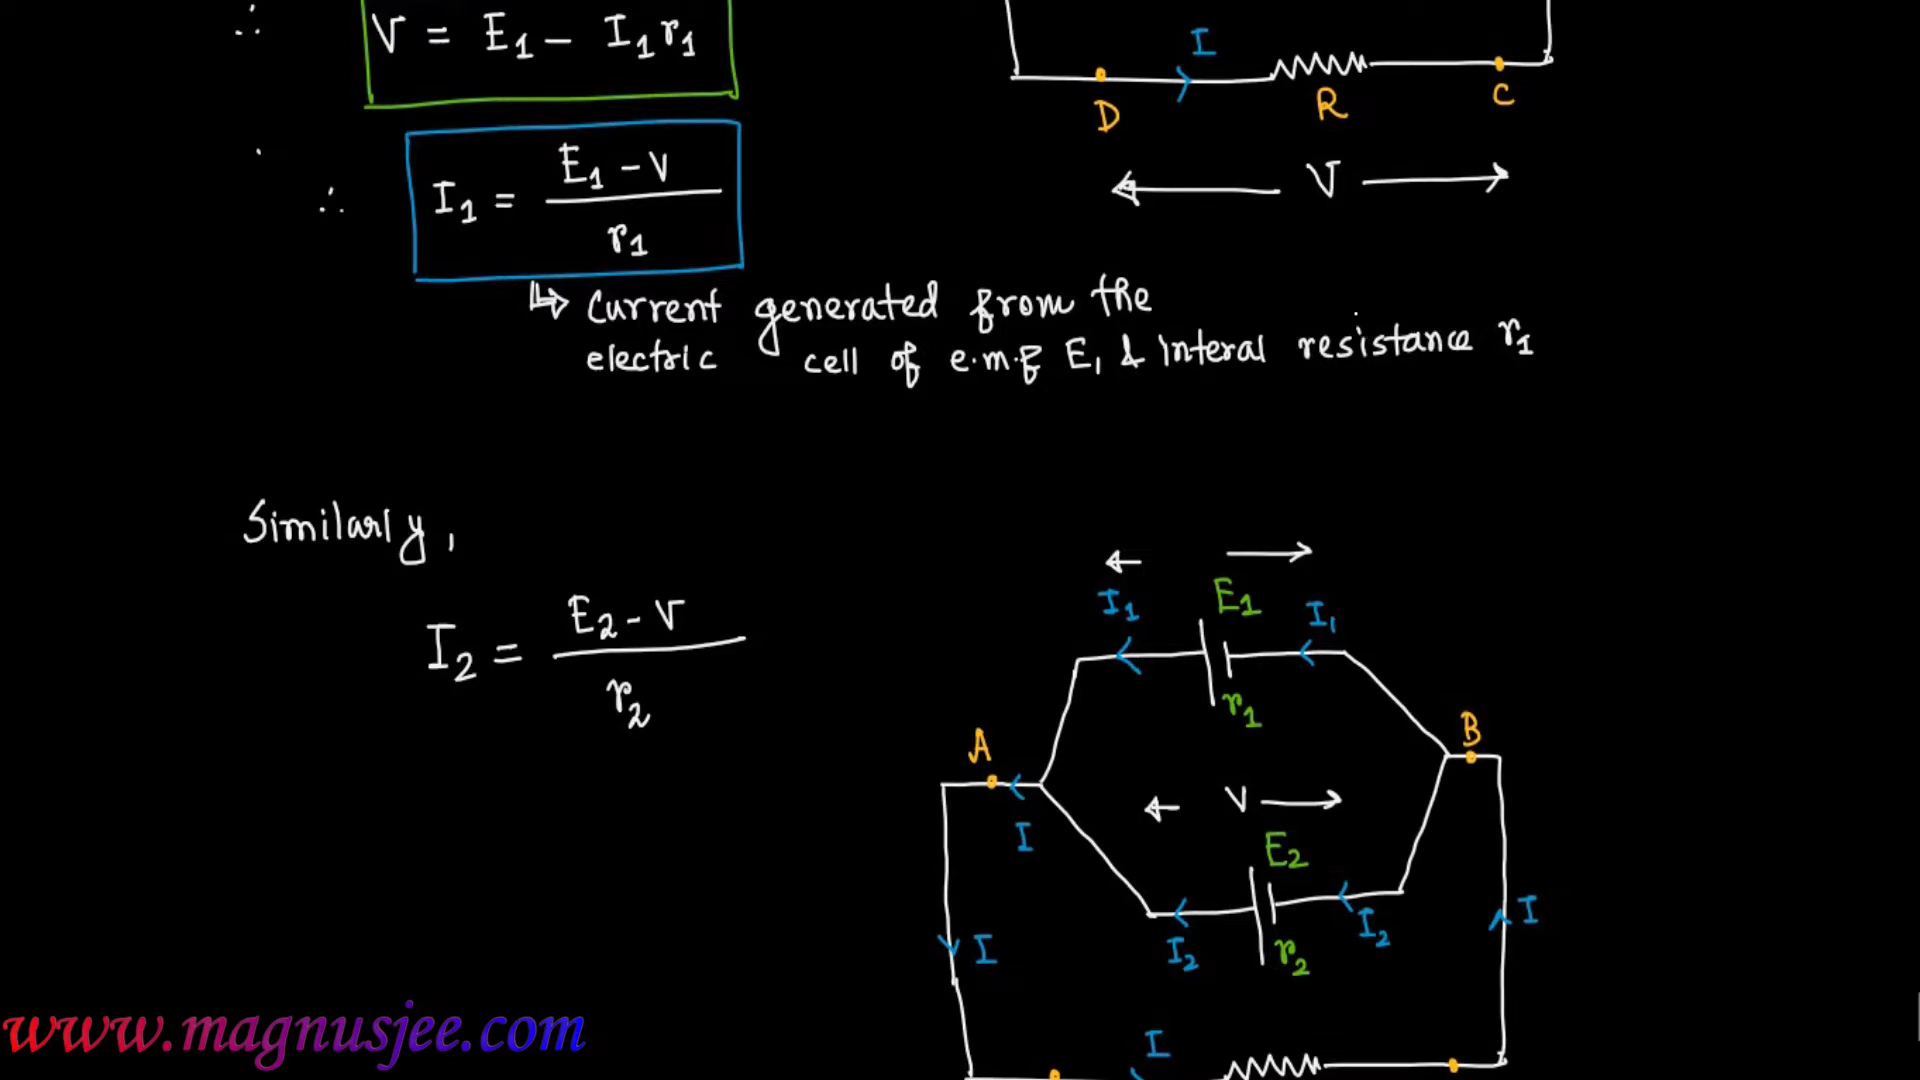 ∴ V = E₁ - I₁r₁
I
D R C
∴ I₁ = (E₁ - V) / r₁
V
↳ Current generated from the
electric cell of e.m.f E₁ & interal resistance r₁
Similarly,
I₂ = (E₂ - V) / r₂
I₁ E₁ I₁
r₁
A B
V
I E₂
I₂ r₂ I₂
I I
I
www.magnusjee.com